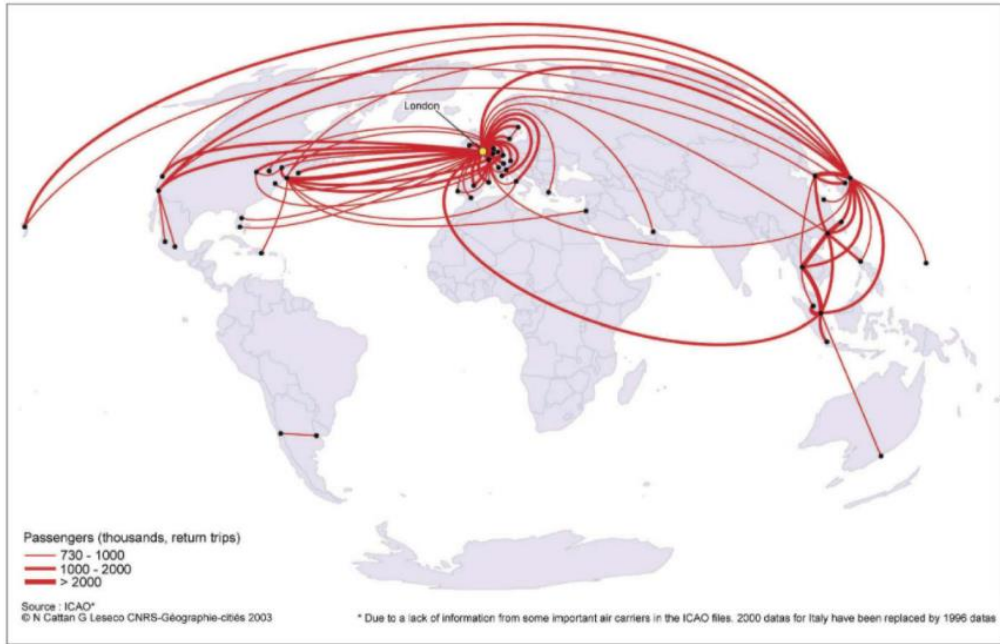 London
Passengers (thousands, return trips)
730 - 1000
1000 - 2000
> 2000
Source : ICAO*
© N Cattan G Leseco CNRS-Géographie-cités 2003
* Due to a lack of information from some important air carriers in the ICAO files. 2000 datas for Italy have been replaced by 1996 datas